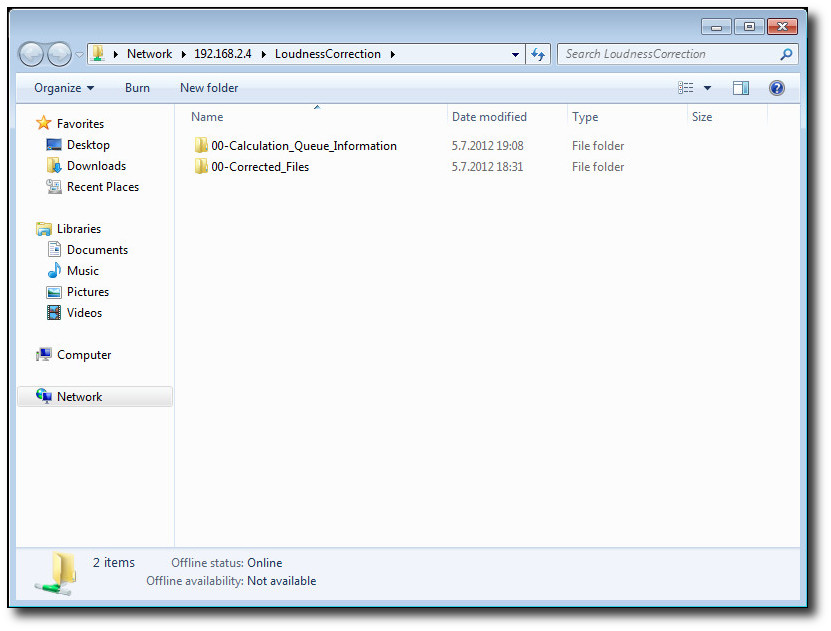 Network 192.168.2.4 LoudnessCorrection
Search LoudnessCorrection
Organize Burn New folder
Name Date modified Type Size
00-Calculation_Queue_Information 5.7.2012 19:08 File folder
00-Corrected_Files 5.7.2012 18:31 File folder
Favorites
Desktop
Downloads
Recent Places
Libraries
Documents
Music
Pictures
Videos
Computer
Network
2 items Offline status: Online
Offline availability: Not available